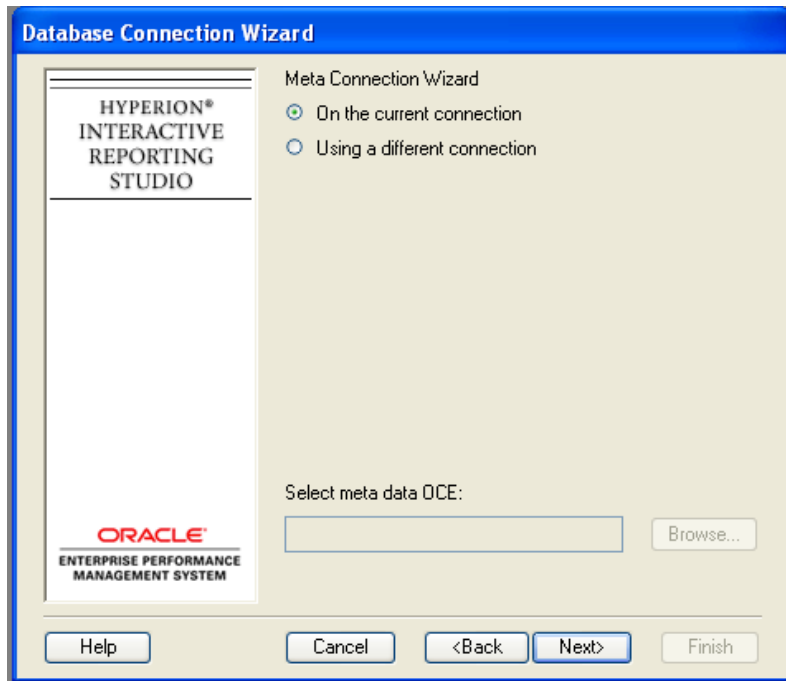 Database Connection Wizard
HYPERION®
INTERACTIVE
REPORTING
STUDIO
ORACLE®
ENTERPRISE PERFORMANCE
MANAGEMENT SYSTEM
Meta Connection Wizard
On the current connection
Using a different connection
Select meta data OCE:
Browse...
Help
Cancel
<Back
Next>
Finish